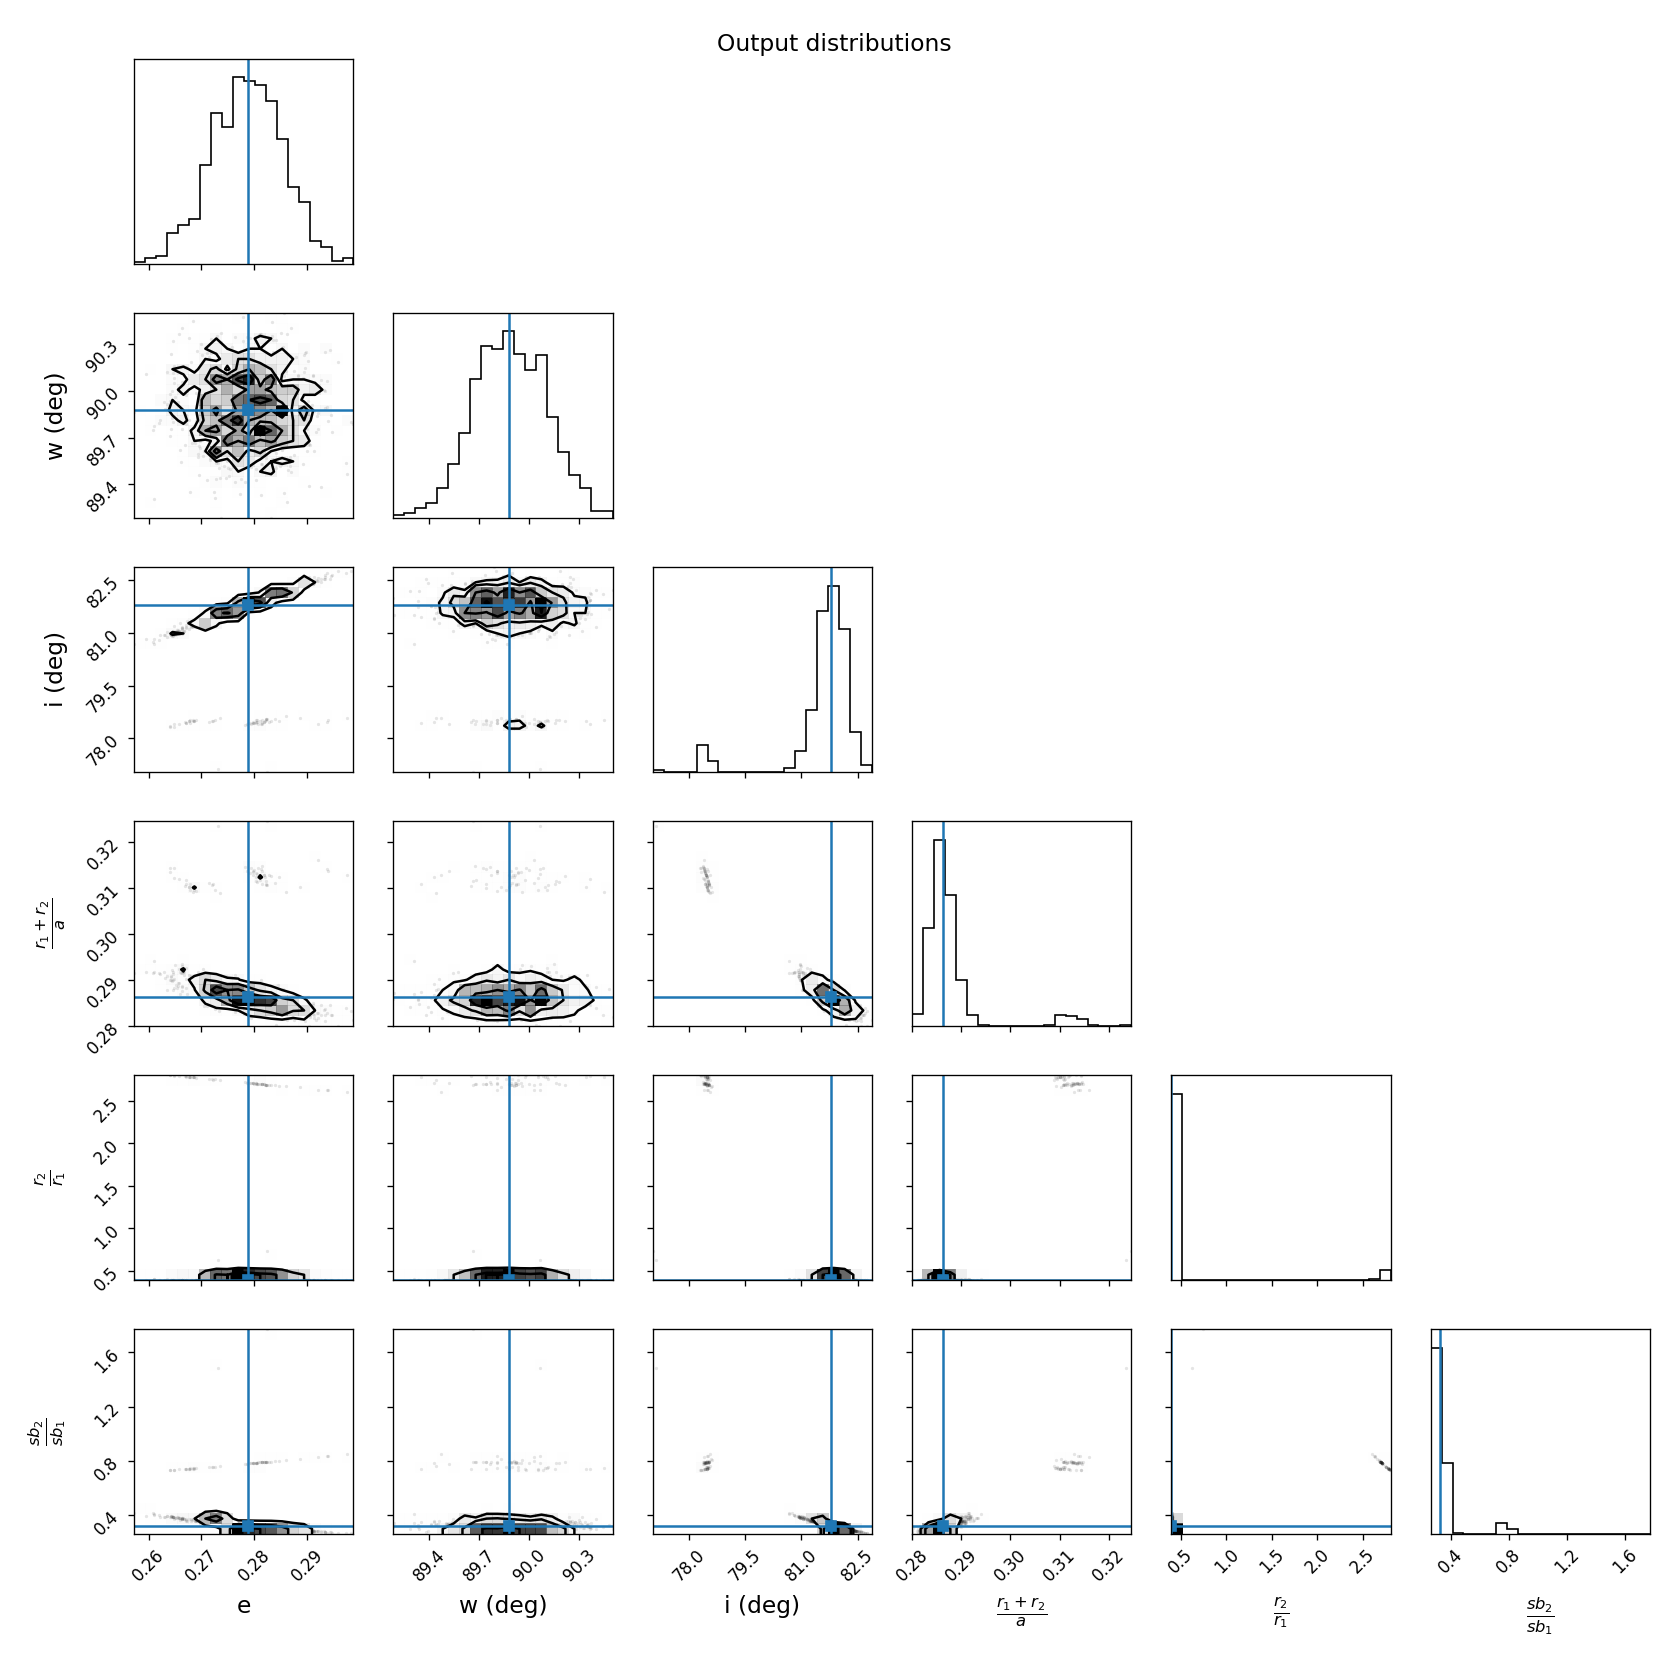 Output distributions
w (deg)
90.3
90.0
89.7
89.4
i (deg)
82.5
81.0
79.5
78.0
r1 + r2
a
0.32
0.31
0.30
0.29
0.28
r2
r1
2.5
2.0
1.5
1.0
0.5
sb2
sb1
1.6
1.2
0.8
0.4
0.26 0.27 0.28 0.29 89.4 89.7 90.0 90.3 78.0 79.5 81.0 82.5 0.28 0.29 0.30 0.31 0.32 0.5 1.0 1.5 2.0 2.5 0.4 0.8 1.2 1.6
e w (deg) i (deg)
r1 + r2
a
r2
r1
sb2
sb1